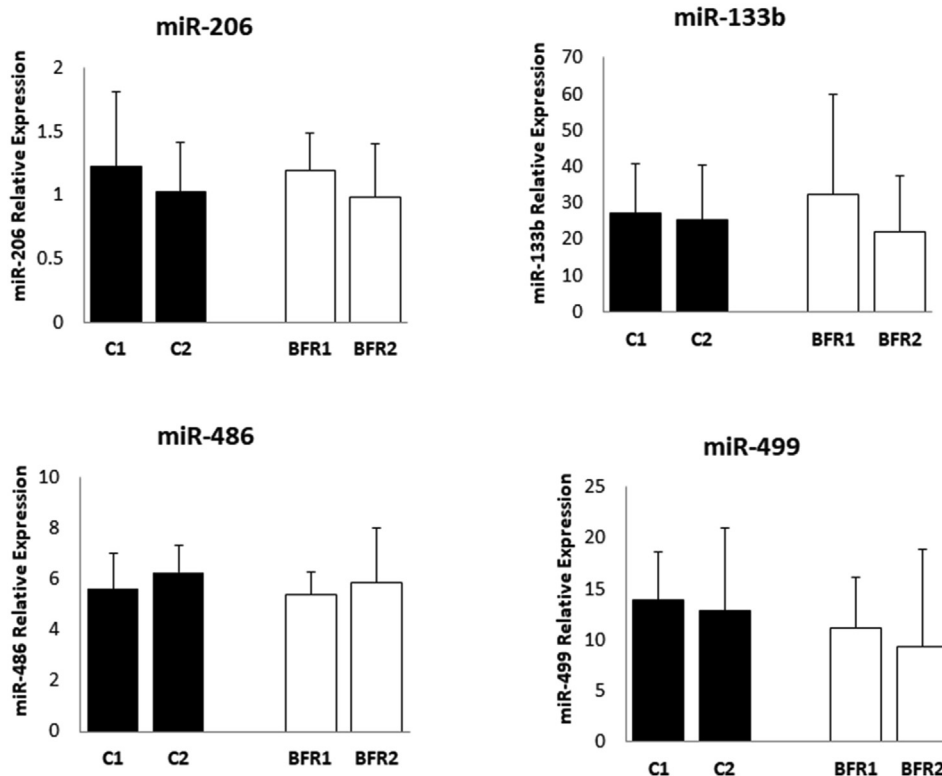 miR-206
miR-206 Relative Expression
2
1.5
1
0.5
0
C1 C2 BFR1 BFR2
miR-133b
miR-133b Relative Expression
70
60
50
40
30
20
10
0
C1 C2 BFR1 BFR2
miR-486
miR-486 Relative Expression
10
8
6
4
2
0
C1 C2 BFR1 BFR2
miR-499
miR-499 Relative Expression
25
20
15
10
5
0
C1 C2 BFR1 BFR2